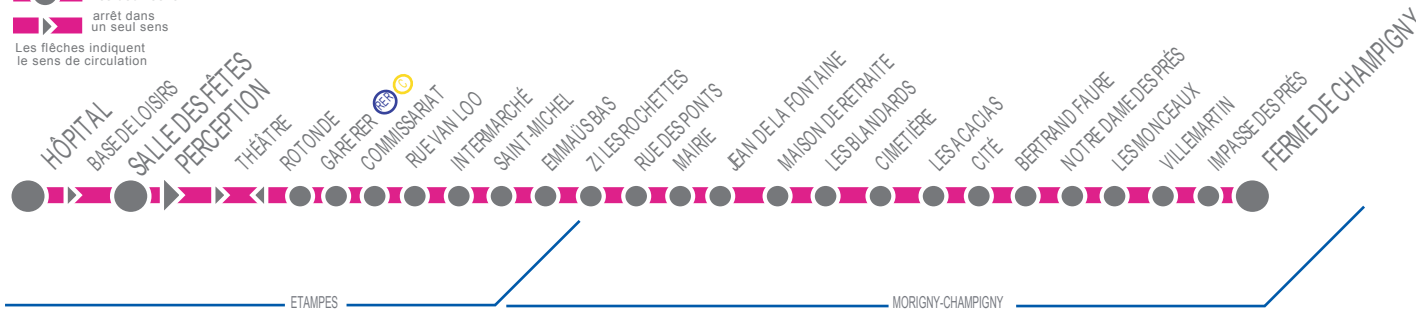 arrêt dans
un seul sens
Les flêches indiquent
le sens de circulation
HÔPITAL
BASE DE LOISIRS
SALLE DES FÊTES
PERCEPTION
THÉÂTRE
ROTONDE
GARE RER RER C
COMMISSARIAT
RUE VAN LOO
INTERMARCHÉ
SAINT-MICHEL
EMMAÜS BAS
ZI LES ROCHETTES
RUE DES PONTS
MAIRIE
JEAN DE LA FONTAINE
MAISON DE RETRAITE
LES BLANDARDS
CIMETIÈRE
LES ACACIAS
CITÉ
BERTRAND FAURE
NOTRE DAME DES PRÉS
LES MONCEAUX
VILLEMARTIN
IMPASSE DES PRÉS
FERME DE CHAMPIGNY
ETAMPES
MORIGNY-CHAMPIGNY